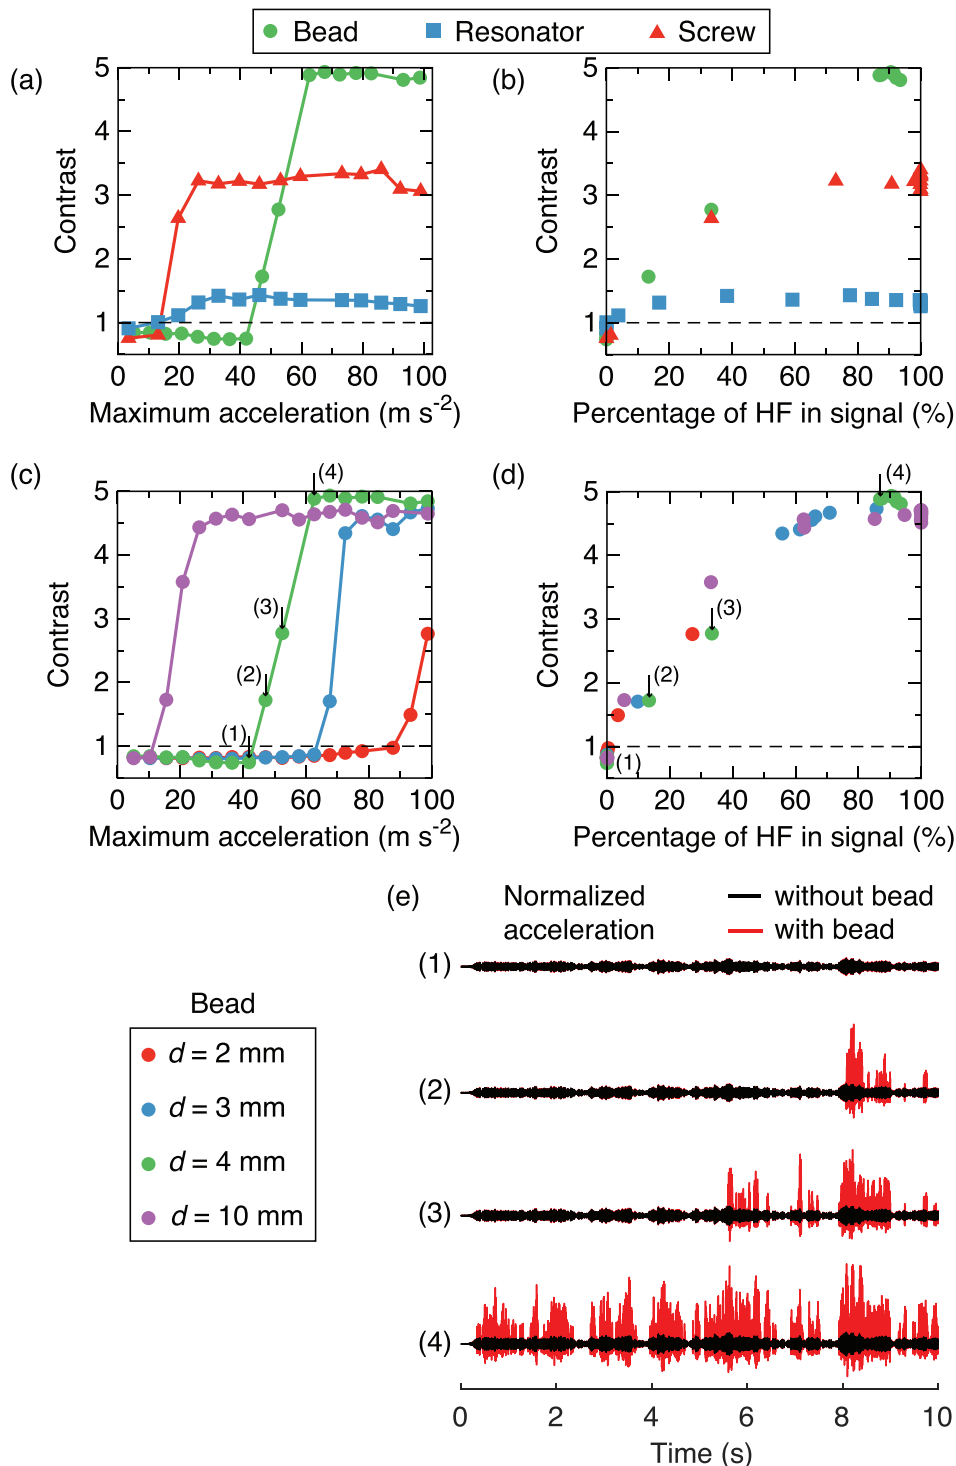 Bead Resonator Screw
(a) (b)
5 5
4 4
Contrast Contrast
3 3
2 2
1 1
0 20 40 60 80 100 0 20 40 60 80 100
Maximum acceleration (m s-2) Percentage of HF in signal (%)
(c) (d)
(4) (4)
5 5
4 4
Contrast Contrast
3 (3) 3 (3)
2 (2) 2 (2)
1 (1) 1 (1)
0 20 40 60 80 100 0 20 40 60 80 100
Maximum acceleration (m s-2) Percentage of HF in signal (%)
(e) Normalized acceleration
without bead
with bead
(1)
Bead
d = 2 mm
d = 3 mm
d = 4 mm
d = 10 mm
(2)
(3)
(4)
0 2 4 6 8 10
Time (s)